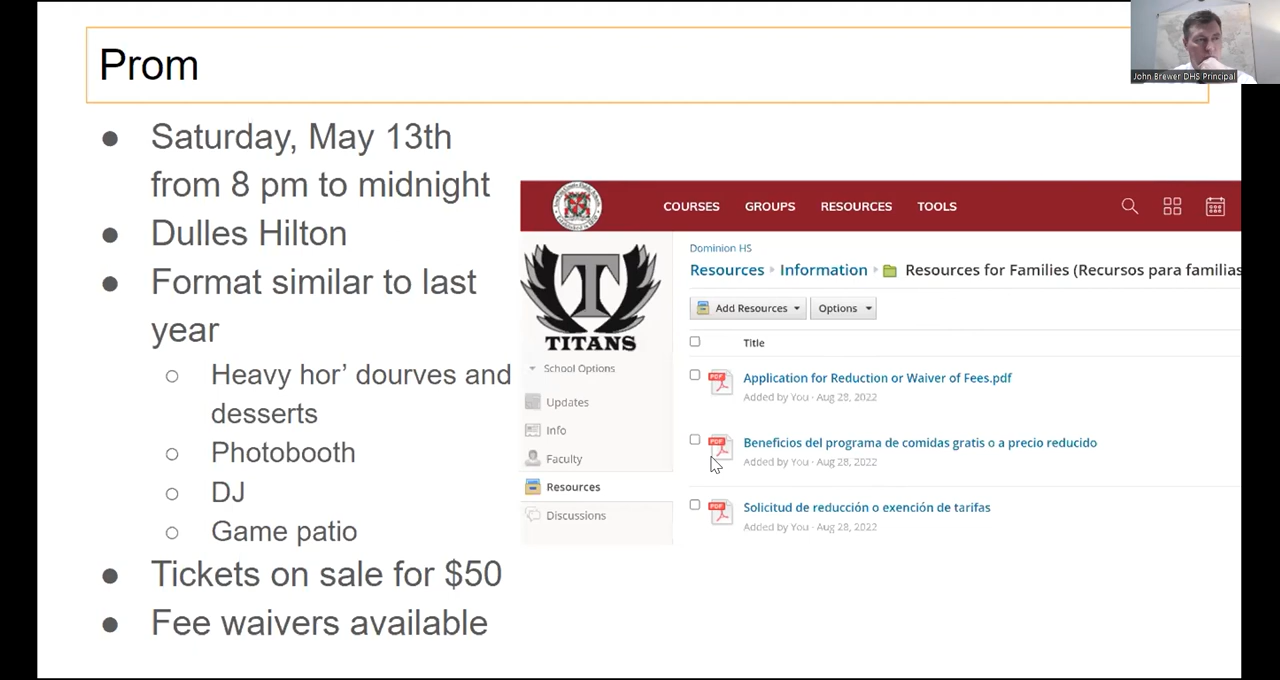 Prom
John Brewer DHS Principal
Saturday, May 13th
from 8 pm to midnight
Dulles Hilton
Format similar to last
year
Heavy hor' dourves and
desserts
Photobooth
DJ
Game patio
Tickets on sale for $50
Fee waivers available
COURSES GROUPS RESOURCES TOOLS
TITANS
School Options
Updates
Info
Faculty
Resources
Discussions
Dominion HS
Resources Information Resources for Families (Recursos para familias
Add Resources Options
Title
PDF Application for Reduction or Waiver of Fees.pdf
Added by You · Aug 28, 2022
PDF Beneficios del programa de comidas gratis o a precio reducido
Added by You · Aug 28, 2022
PDF Solicitud de reducción o exención de tarifas
Added by You · Aug 28, 2022